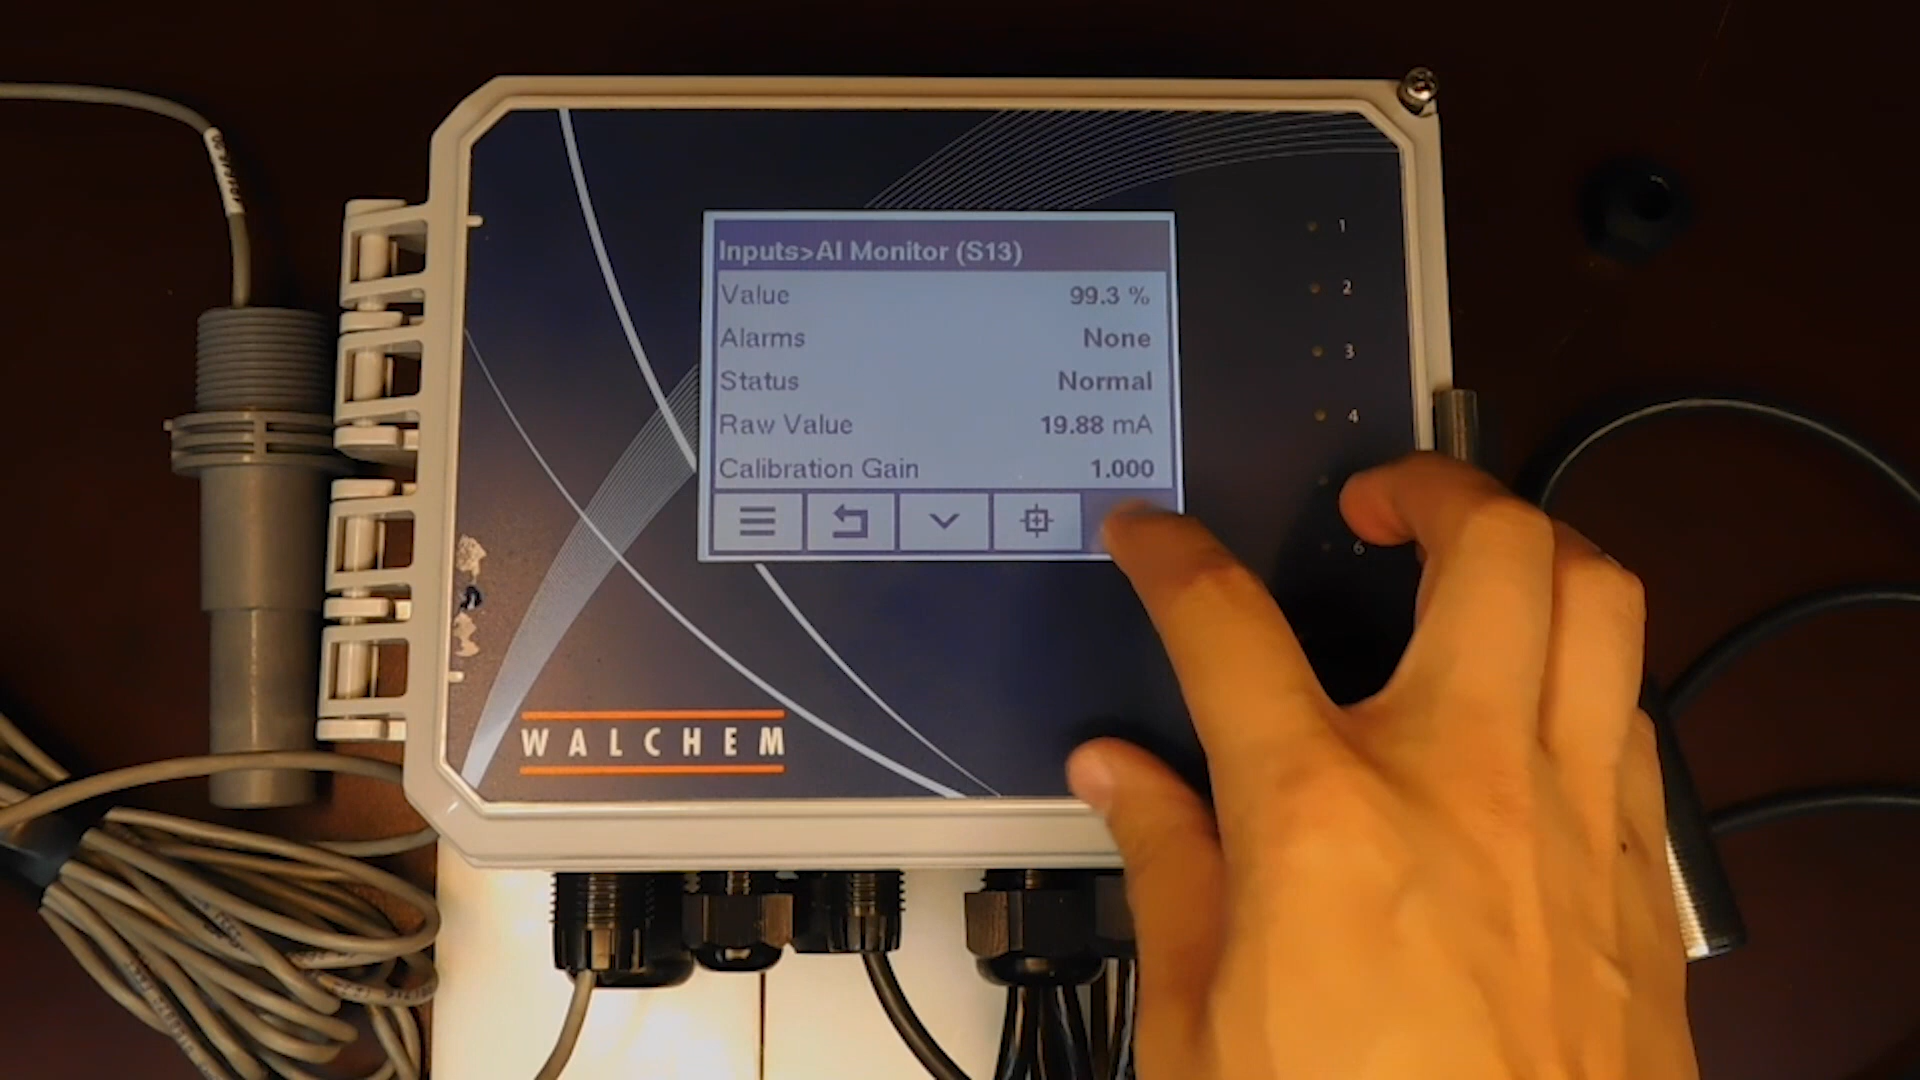 Inputs>AI Monitor (S13)
Value 99.3 %
Alarms None
Status Normal
Raw Value 19.88 mA
Calibration Gain 1.000
1
2
3
4
6
WALCHEM